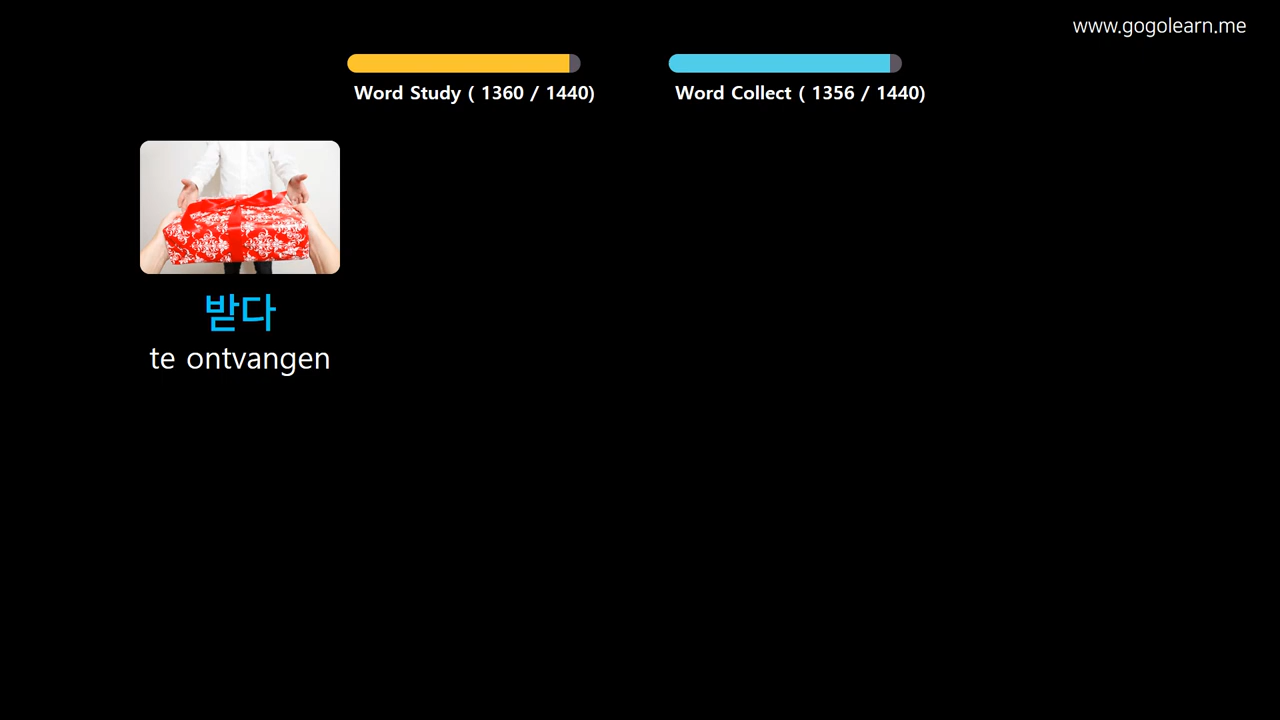 www.gogolearn.me
Word Study ( 1360 / 1440)
Word Collect ( 1356 / 1440)
받다
te ontvangen